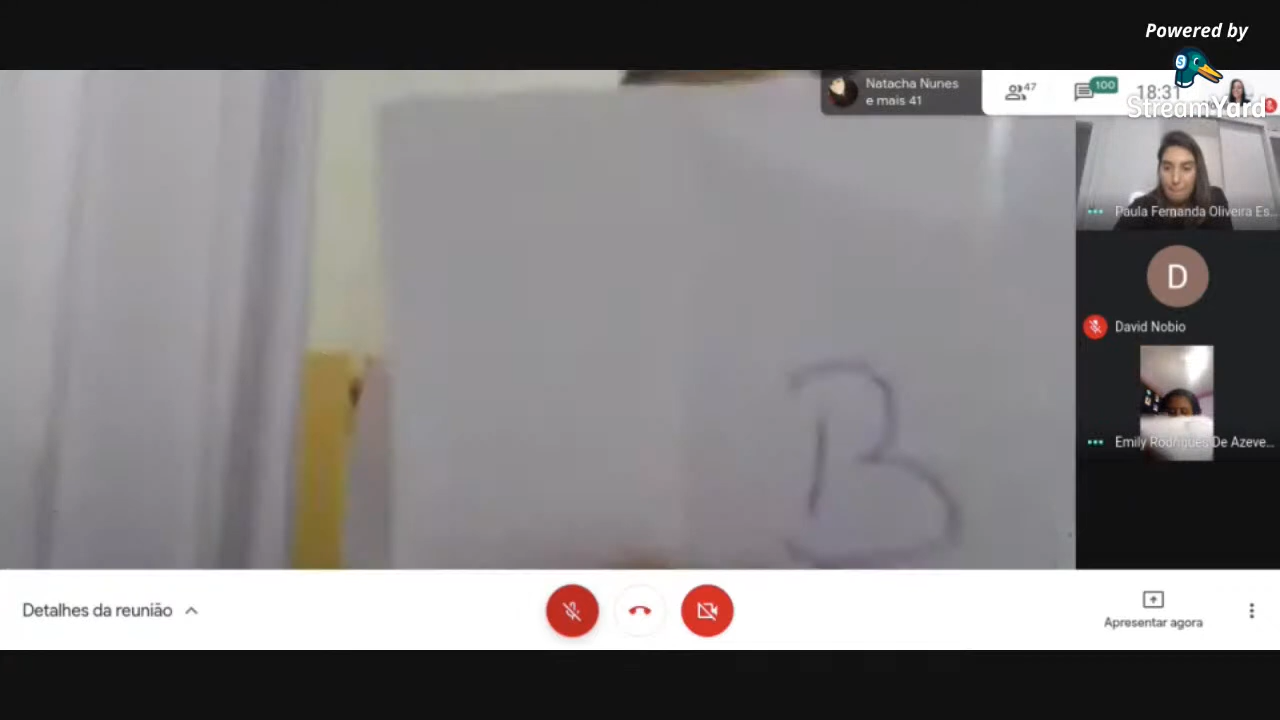 Powered by
StreamYard
Natacha Nunes
e mais 41
47
100
18:31
Paula Fernanda Oliveira Es...
D
David Nobio
Emily Rodrigues De Azeve...
B
Detalhes da reunião
Apresentar agora